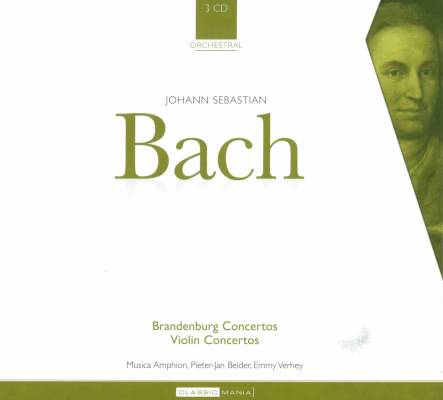 3 CD
ORCHESTRAL
JOHANN SEBASTIAN
Bach
Brandenburg Concertos
Violin Concertos
Musica Amphion, Pieter-Jan Belder, Emmy Verhey
CLASSIC MANIA